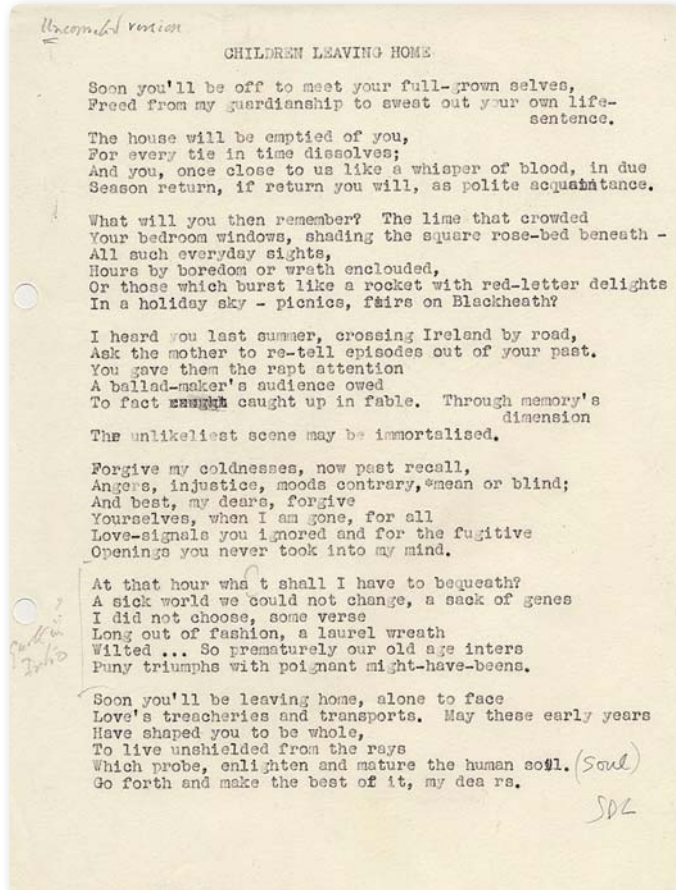 Uncorrected version
CHILDREN LEAVING HOME
Soon you'll be off to meet your full-grown selves,
Freed from my guardianship to sweat out your own life-
sentence.
The house will be emptied of you,
For every tie in time dissolves;
And you, once close to us like a whisper of blood, in due
Season return, if return you will, as polite acquaintance.
What will you then remember? The lime that crowded
Your bedroom windows, shading the square rose-bed beneath -
All such everyday sights,
Hours by boredom or wrath enclouded,
Or those which burst like a rocket with red-letter delights
In a holiday sky - picnics, fairs on Blackheath?
I heard you last summer, crossing Ireland by road,
Ask the mother to re-tell episodes out of your past.
You gave them the rapt attention
A ballad-maker's audience owed
To fact caught up in fable. Through memory's
dimension
The unlikeliest scene may be immortalised.
Forgive my coldnesses, now past recall,
Angers, injustice, moods contrary, mean or blind;
And best, my dears, forgive
Yourselves, when I am gone, for all
Love-signals you ignored and for the fugitive
Openings you never took into my mind.
At that hour wha t shall I have to bequeath?
A sick world we could not change, a sack of genes
I did not choose, some verse
Long out of fashion, a laurel wreath
Wilted ... So prematurely our old age inters
Puny triumphs with poignant might-have-beens.
Soon you'll be leaving home, alone to face
Love's treacheries and transports. May these early years
Have shaped you to be whole,
To live unshielded from the rays
Which probe, enlighten and mature the human soul. (Soul)
Go forth and make the best of it, my dea rs.
SDL